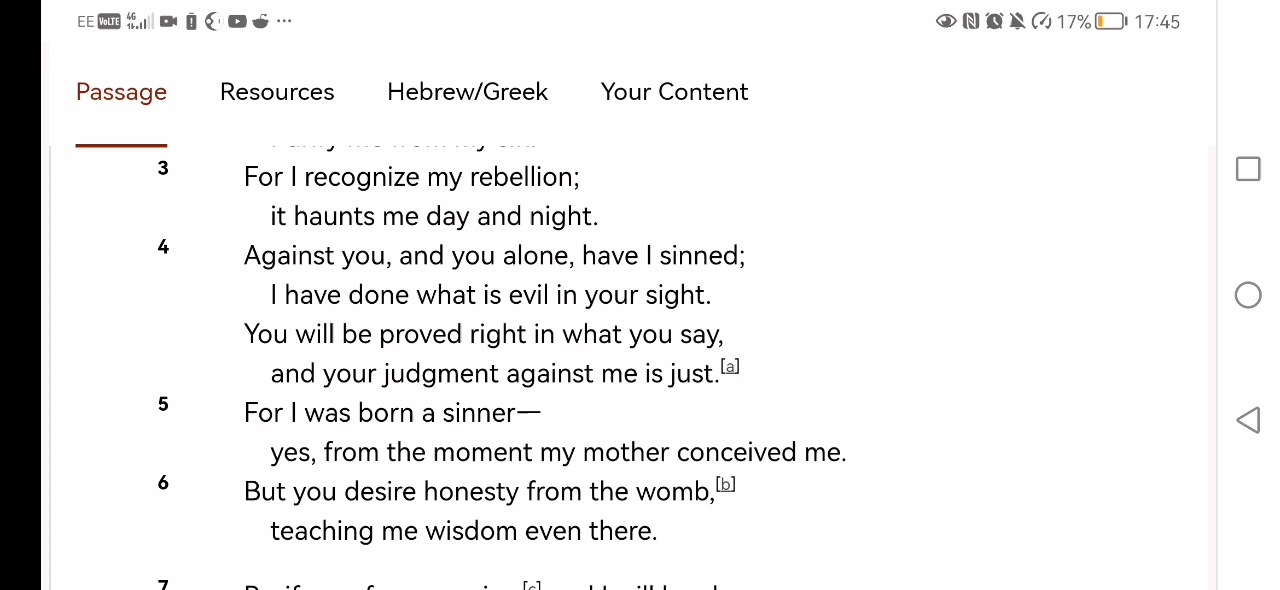 EE VoLTE 4G 17% 17:45
Passage Resources Hebrew/Greek Your Content
3 For I recognize my rebellion;
it haunts me day and night.
4 Against you, and you alone, have I sinned;
I have done what is evil in your sight.
You will be proved right in what you say,
and your judgment against me is just.[a]
5 For I was born a sinner—
yes, from the moment my mother conceived me.
6 But you desire honesty from the womb,[b]
teaching me wisdom even there.
7